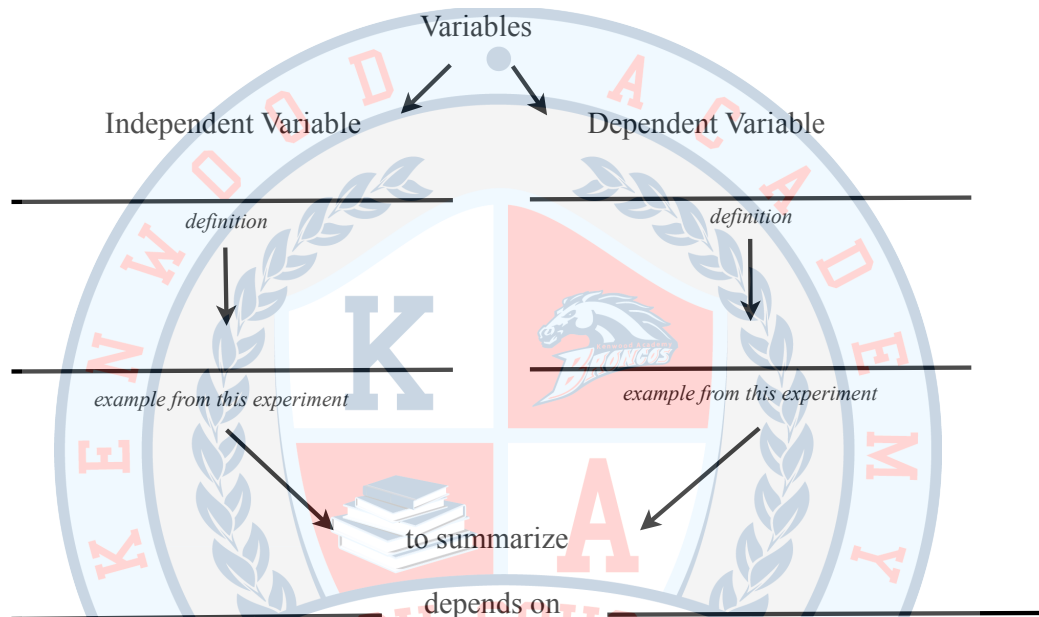 Variables
Independent Variable
Dependent Variable
definition
definition
example from this experiment
example from this experiment
to summarize
depends on
KENWOOD ACADEMY
K
BRONCOS
A